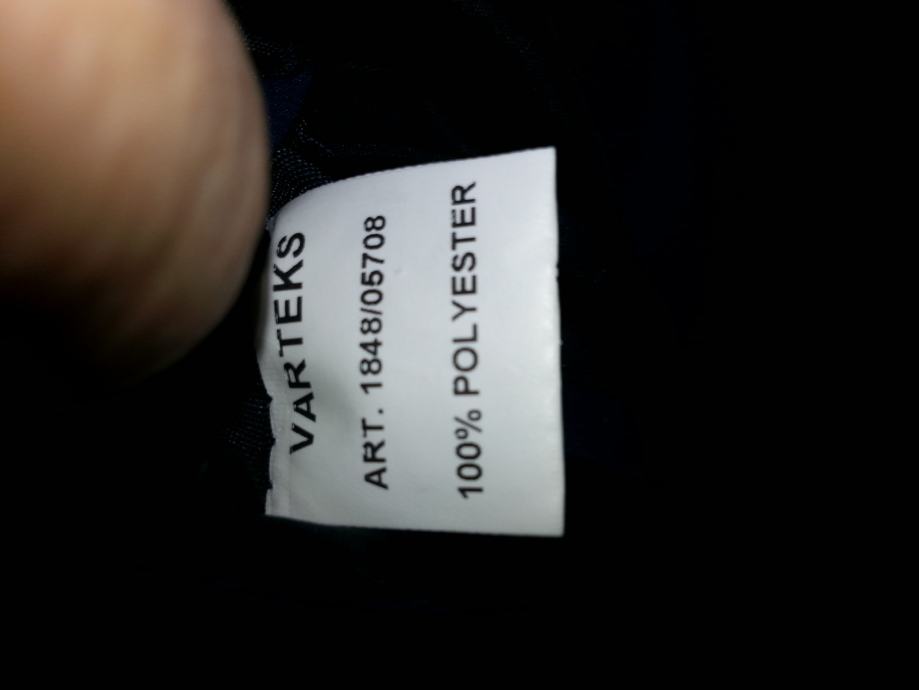 VARTEKS
ART. 1848/05708
100% POLYESTER